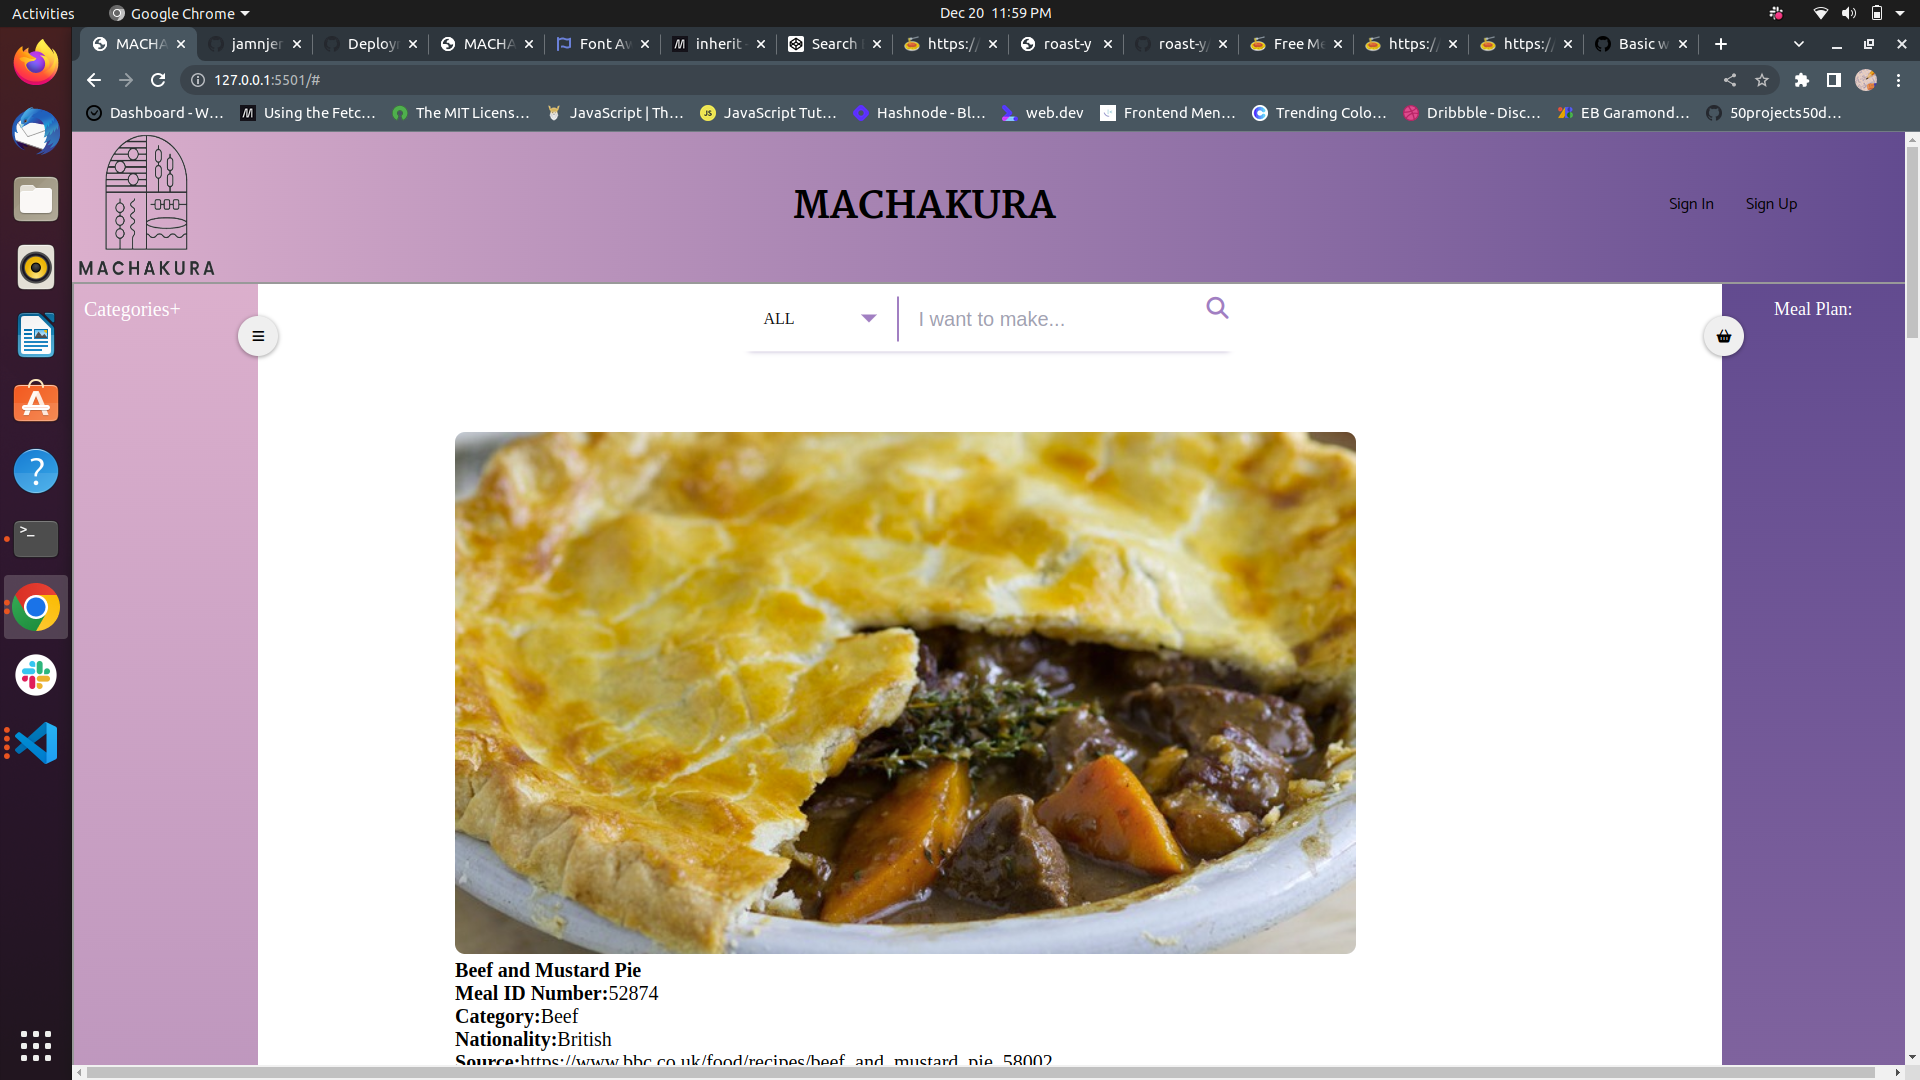 Activities
Google Chrome
Dec 20 11:59 PM
MACHA
jamnjer
Deploy
MACHA
Font Av
inherit -
Search
https://
https://
roast-y
roast-y/
Free Me
https://
https://
Basic w
127.0.0.1:5501/#
Dashboard - W…
Using the Fetc…
The MIT Licens…
JavaScript | Th…
JavaScript Tut…
Hashnode - Bl…
web.dev
Frontend Men…
Trending Colo…
Dribbble - Disc…
EB Garamond…
50projects50d…
MACHAKURA
MACHAKURA
Sign In
Sign Up
Categories+
ALL
I want to make...
Meal Plan:
Beef and Mustard Pie
Meal ID Number:52874
Category:Beef
Nationality:British
Source:https://www.bbc.co.uk/food/recipes/beef_and_mustard_pie_58002